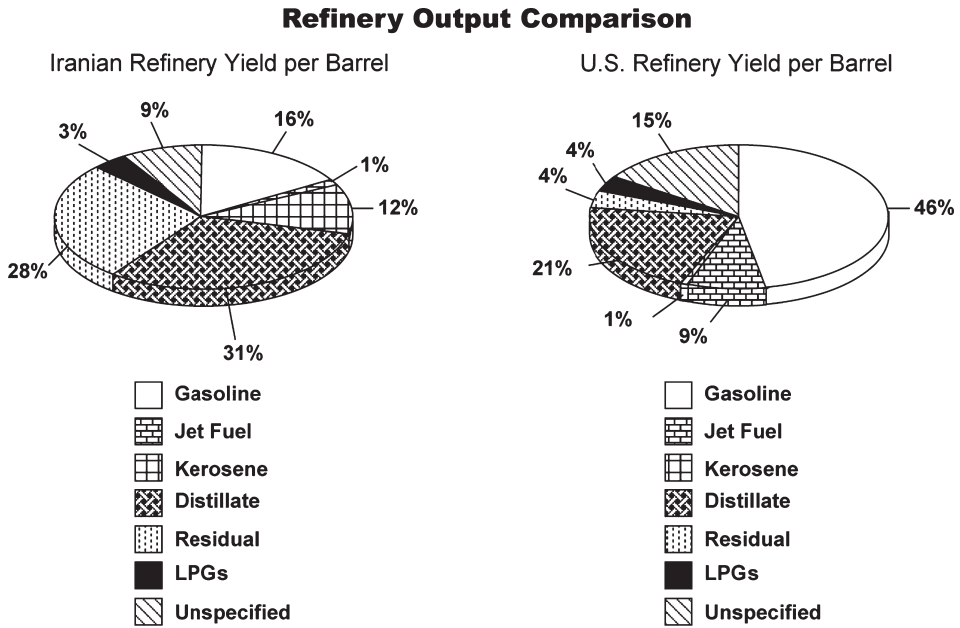 Refinery Output Comparison
Iranian Refinery Yield per Barrel
9%
16%
3%
1%
12%
28%
31%
Gasoline
Jet Fuel
Kerosene
Distillate
Residual
LPGs
Unspecified
U.S. Refinery Yield per Barrel
15%
4%
4%
46%
21%
1%
9%
Gasoline
Jet Fuel
Kerosene
Distillate
Residual
LPGs
Unspecified